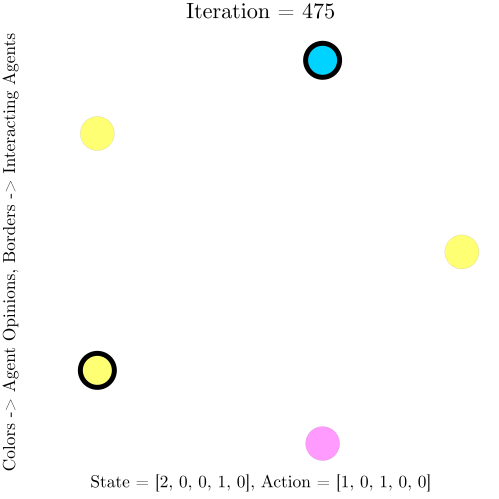 Iteration = 475
Colors -> Agent Opinions, Borders -> Interacting Agents
State = [2, 0, 0, 1, 0], Action = [1, 0, 1, 0, 0]